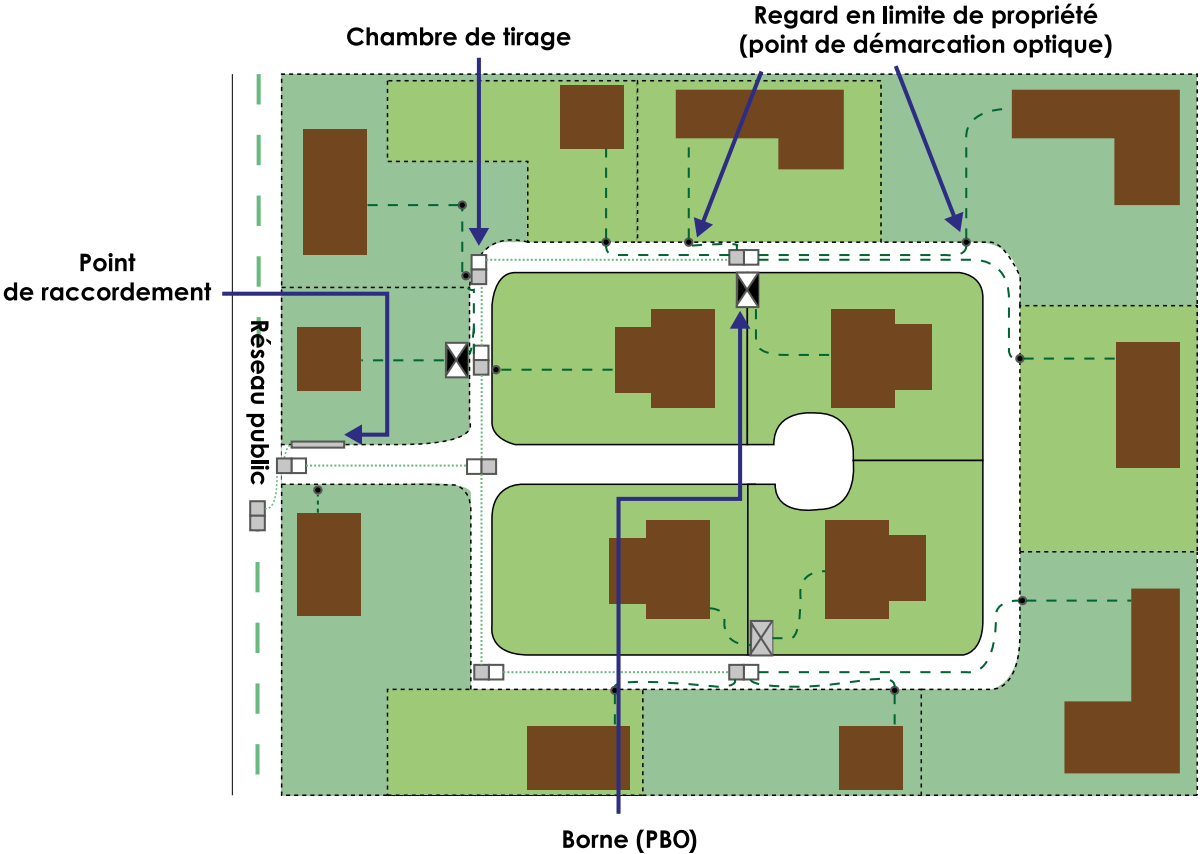 Regard en limite de propriété
(point de démarcation optique)
Chambre de tirage
Point
de raccordement
Réseau public
Borne (PBO)